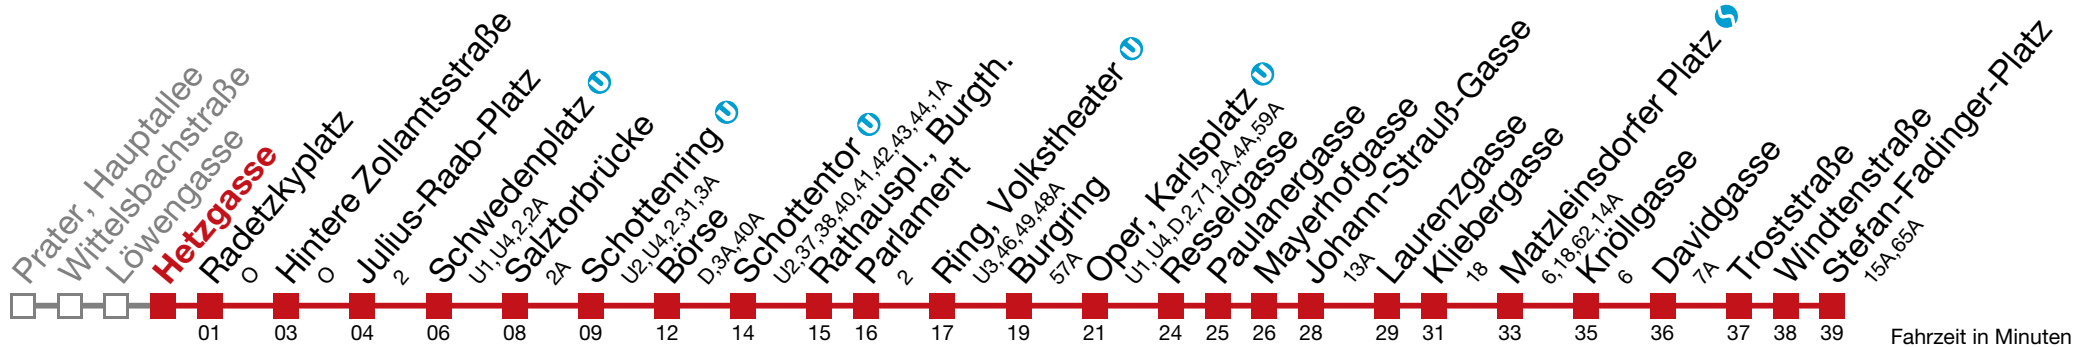 Prater, Hauptallee
Wittelsbachstraße
Löwengasse
Hetzgasse
Radetzkyplatz
O
Hintere Zollamtsstraße
O
Julius-Raab-Platz
2
Schwedenplatz U
U1, U4,2,2A
Salztorbrücke
2A
Schottenring U
U2, U4,2,31,3A
Börse
D,3A,40A
Schottentor U
U2,37,38,40,41,42,43,44,1A
Rathauspl., Burgth.
Parlament
2
Ring, Volkstheater U
U3,46,49,48A
Burgring
57A
Oper, Karlsplatz U
U1, U4,D,2,71,2A,4A,59A
Resselgasse
Paulanergasse
Mayerhofgasse
Johann-Strauß-Gasse
13A
Laurenzgasse
Kliebergasse
18
Matzleinsdorfer Platz S
6,18,62,14A
Knöllgasse
6
Davidgasse
7A
Troststraße
Windtenstraße
Stefan-Fadinger-Platz
15A,65A
01 03 04 06 08 09 12 14 15 16 17 19 21 24 25 26 28 29 31 33 35 36 37 38 39 Fahrzeit in Minuten